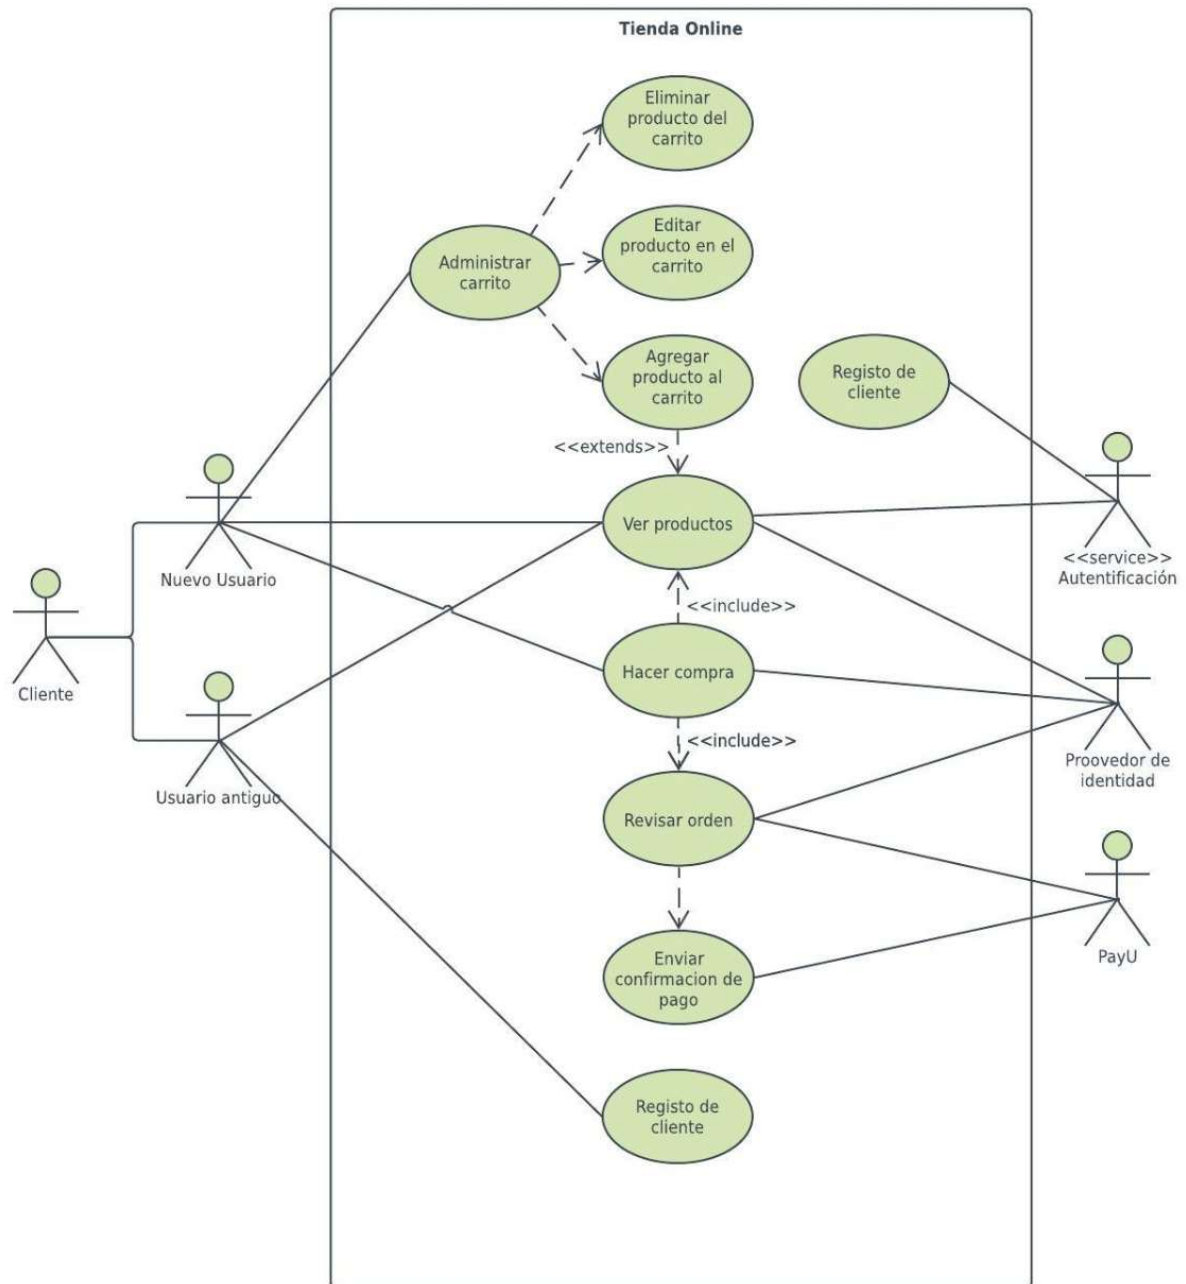 Tienda Online
Eliminar
producto del
carrito
Editar
producto en el
carrito
Administrar
carrito
Agregar
producto al
carrito
Registo de
cliente
<<extends>>
Ver productos
Nuevo Usuario
<<service>>
Autentificación
<<include>>
Hacer compra
Cliente
<<include>>
Proovedor de
identidad
Usuario antiguo
Revisar orden
Enviar
confirmacion de
pago
PayU
Registo de
cliente